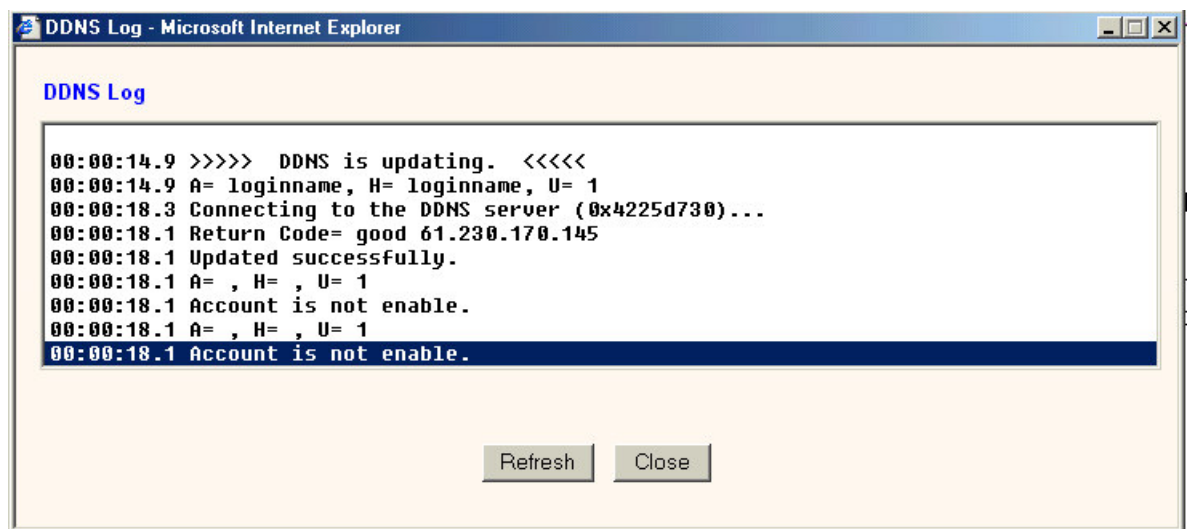 DDNS Log - Microsoft Internet Explorer
DDNS Log
00:00:14.9 >>>>>  DDNS is updating.  <<<<<
00:00:14.9 A= loginname, H= loginname, U= 1
00:00:18.3 Connecting to the DDNS server (0x4225d730)...
00:00:18.1 Return Code= good 61.230.170.145
00:00:18.1 Updated successfully.
00:00:18.1 A= , H= , U= 1
00:00:18.1 Account is not enable.
00:00:18.1 A= , H= , U= 1
00:00:18.1 Account is not enable.
Refresh Close